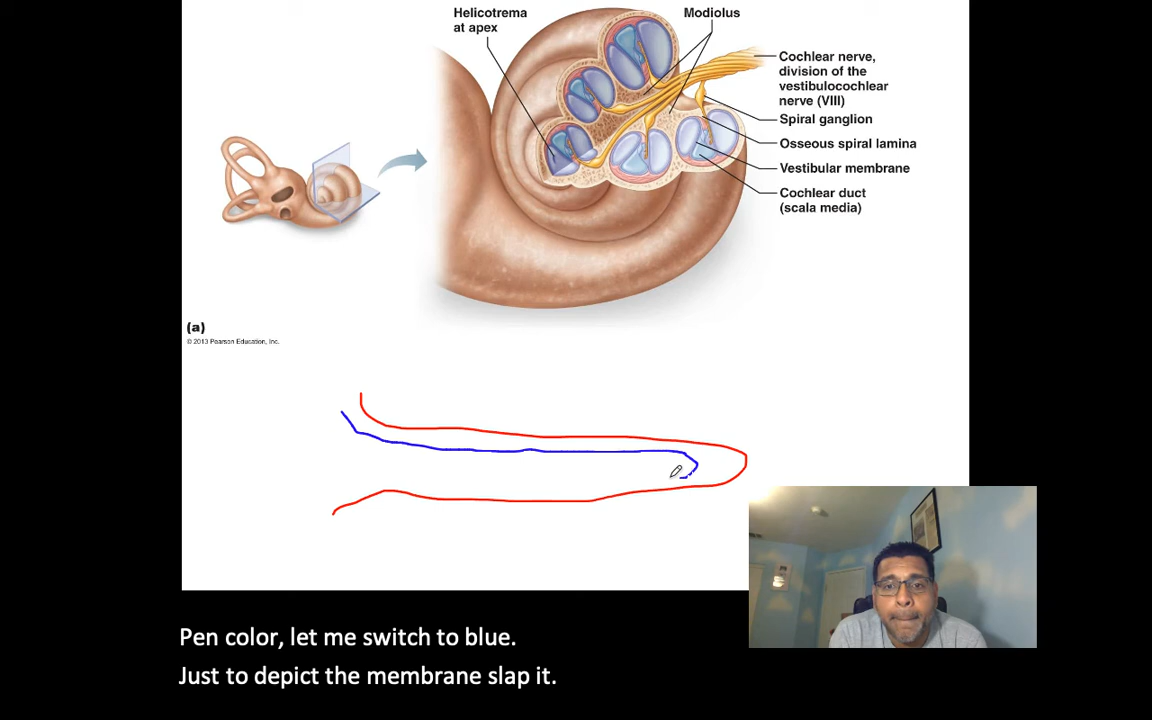 Helicotrema
at apex
Modiolus
Cochlear nerve,
division of the
vestibulocochlear
nerve (VIII)
Spiral ganglion
Osseous spiral lamina
Vestibular membrane
Cochlear duct
(scala media)
(a)
© 2013 Pearson Education, Inc.
Pen color, let me switch to blue.
Just to depict the membrane slap it.